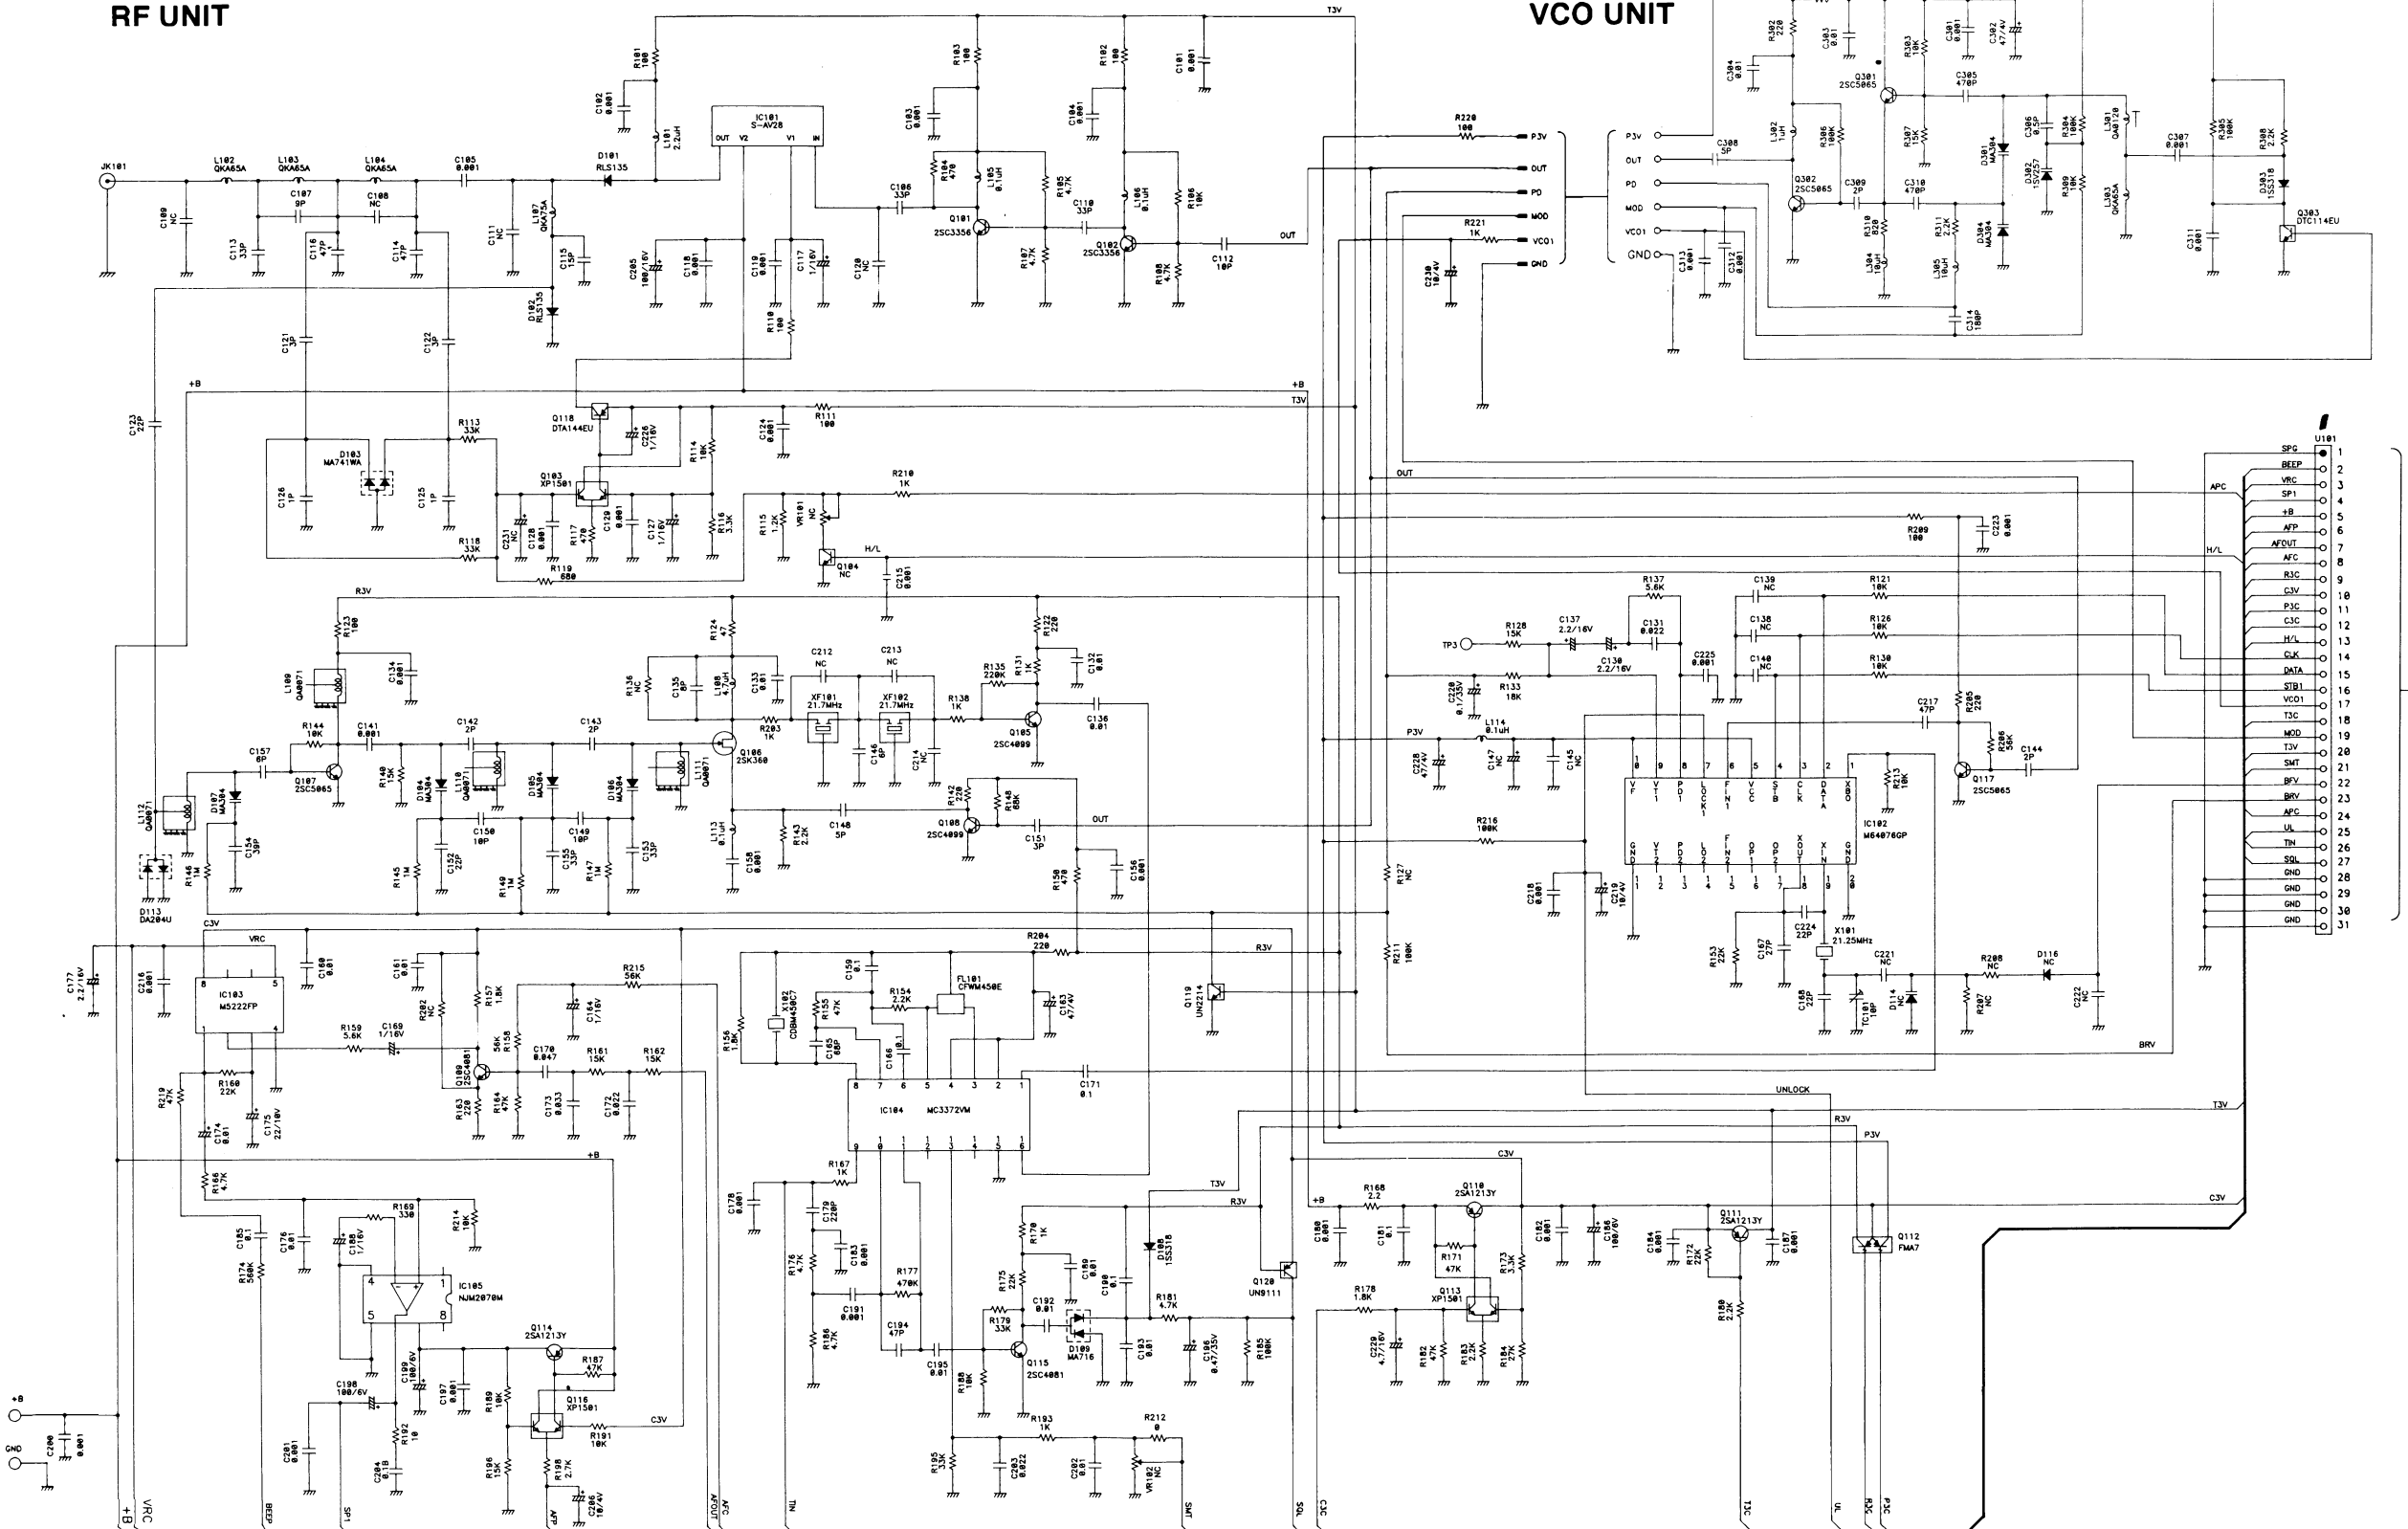 RF UNIT
VCO UNIT
T3V
R101
100
C102
0.001
L101
2.2uH
IC101
S-AV28
OUT V2 V1 IN
R103
100
C103
0.001
R102
100
C104
0.001
C101
0.001
JK101
L102
QKA65A
L103
QKA65A
L104
QKA65A
C105
0.001
D101
RLS135
C107
9P
C108
NC
C109
NC
C113
33P
C116
47P
C114
47P
C111
NC
L107
QKA75A
C115
15P
D102
RLS135
C205
100/16V
C118
0.001
C119
0.001
C117
1/16V
C120
NC
C106
33P
R104
470
L105
0.1uH
R105
4.7K
Q101
2SC3356
R107
4.7K
C110
33P
L106
0.1uH
Q102
2SC3356
R106
10K
R108
4.7K
C112
10P
OUT
R110
100
R220
100
P3V
OUT
PD
MOD
R221
1K
VCO1
GND
C230
10/4V
P3V
OUT
PD
MOD
VCO1
GND
R302
220
C303
0.01
C304
0.01
Q301
2SC5065
R303
10K
C301
0.001
C302
47/4V
C305
470P
L302
1uH
R306
100K
R307
15K
D301
MA304
C306
0.5P
D302
1SV257
R304
100K
R309
10K
L301
QA0120
C307
0.001
R305
100K
R308
2.2K
D303
1SS318
Q303
DTC114EU
C308
5P
Q302
2SC5065
C309
2P
C310
470P
R310
820
R311
2.2K
D304
MA304
L303
QKA65A
C311
0.001
C313
0.001
C312
0.001
L304
10uH
L305
10uH
C314
180P
C121
3P
C122
3P
C123
22P
+B
+B
T3V
Q118
DTA144EU
C226
1/16V
R114
10K
C124
0.001
R111
100
R113
33K
D103
MA741WA
C126
1P
C125
1P
Q103
XP1501
R118
33K
C231
NC
C128
0.001
R117
470
C129
0.001
C127
1/16V
R116
3.3K
R115
1.2K
VR101
NC
R210
1K
Q104
NC
H/L
C215
0.001
R119
680
OUT
APC
R209
100
C223
0.001
H/L
U101
SPG 1
BEEP 2
VRC 3
SP1 4
+B 5
AFP 6
AFOUT 7
AFC 8
R3C 9
C3V 10
P3C 11
C3C 12
H/L 13
CLK 14
DATA 15
STB1 16
VCO1 17
T3C 18
MOD 19
T3V 20
SMT 21
BFV 22
BRV 23
APC 24
UL 25
TIN 26
SQL 27
GND 28
GND 29
GND 30
GND 31
R3V
R123
100
L109
QA0071
C134
0.001
R144
10K
C141
0.001
C157
6P
Q107
2SC5065
R140
15K
D104
MA304
C142
2P
L110
QA0071
C143
2P
D105
MA304
D106
MA304
L111
QA0071
R124
47
R136
NC
C135
8P
L108
4.7uH
C133
0.01
R203
1K
Q106
2SK360
C212
NC
XF101
21.7MHz
C213
NC
XF102
21.7MHz
C146
6P
C214
NC
R138
1K
R135
220K
R131
1K
R122
220
C132
0.01
Q105
2SC4099
C136
0.01
L112
QA0071
D107
MA304
C154
39P
R146
1M
D113
DA204U
R145
1M
C152
22P
C150
10P
R149
1M
C149
10P
C155
33P
R147
1M
C153
33P
L113
0.1uH
C158
0.001
R143
2.2K
C148
5P
R142
220
R148
68K
Q108
2SC4099
C151
3P
OUT
R150
470
C156
0.001
TP3
R128
15K
C137
2.2/16V
C130
2.2/16V
R137
5.6K
C131
0.022
C225
0.001
C139
NC
C138
NC
C140
NC
R121
10K
R126
10K
R130
10K
C220
0.1/35V
R133
18K
P3V
L114
0.1uH
C228
47/4V
C147
NC
C145
NC
C217
47P
R205
220
R206
56K
C144
2P
Q117
2SC5065
R213
10K
IC102
M64076GP
R216
100K
C218
0.001
C219
10/4V
R127
NC
R211
100K
R153
22K
C167
27P
C224
22P
X101
21.25MHz
C168
22P
TC101
10P
C221
NC
D114
NC
R208
NC
R207
NC
D116
NC
C222
NC
BRV
UNLOCK
C3V
VRC
C177
2.2/16V
C216
0.001
IC103
M5222FP
8 5 1 4
C160
0.01
C161
0.01
R202
NC
R157
1.8K
R159
5.6K
C169
1/16V
R160
22K
R219
47K
C174
0.01
C175
22/10V
R166
4.7K
Q109
2SC4081
R163
220
R164
47K
R158
56K
C170
0.047
C164
1/16V
R215
56K
R161
15K
R162
15K
C173
0.033
C172
0.022
R156
1.8K
X102
CDBM450C7
C159
0.1
R155
47K
C165
68P
R154
2.2K
C166
0.1
FL101
CFWM450E
R204
220
C163
47/4V
R3V
IC104 MC3372VM
C171
0.1
Q119
UN2214
T3V
R3V
P3V
C3V
+B
C185
0.1
R174
560K
C176
0.01
C188
1/16V
R169
330
R214
10K
IC105
NJM2070M
4 1 5 8
C198
100/6V
C199
100/6V
C197
0.001
R189
10K
Q114
2SA1213Y
R187
47K
Q116
XP1501
R191
10K
C3V
C201
0.001
R192
10
C204
0.1B
R196
15K
R198
2.7K
C206
10/4V
R167
1K
C178
0.001
C179
220P
C183
0.001
R176
4.7K
C191
0.001
R177
470K
R186
4.7K
C194
47P
C195
0.01
R188
10K
R179
33K
R175
22K
R170
1K
C189
0.01
C192
0.01
D109
MA716
Q115
2SC4081
C190
0.1
D108
1SS318
C193
0.01
R181
4.7K
C196
0.47/35V
R185
100K
Q120
UN9111
T3V
R3V
R193
1K
R195
33K
C203
0.022
C202
0.01
VR102
NC
R212
0
+B
R168
2.2
C180
0.001
C181
0.1
Q110
2SA1213Y
R171
47K
Q113
XP1501
R173
3.3K
C182
0.001
C186
100/6V
R178
1.8K
C229
4.7/16V
R182
47K
R183
2.2K
R184
27K
Q111
2SA1213Y
C184
0.001
R172
22K
C187
0.001
R180
2.2K
Q112
FMA7
C3V
+B
GND
C200
0.001
+B
VRC
BEEP
SP1
AFP
AFOUT
AFC
TIN
SMT
SQL
C3C
T3C
UL
R3C
P3C